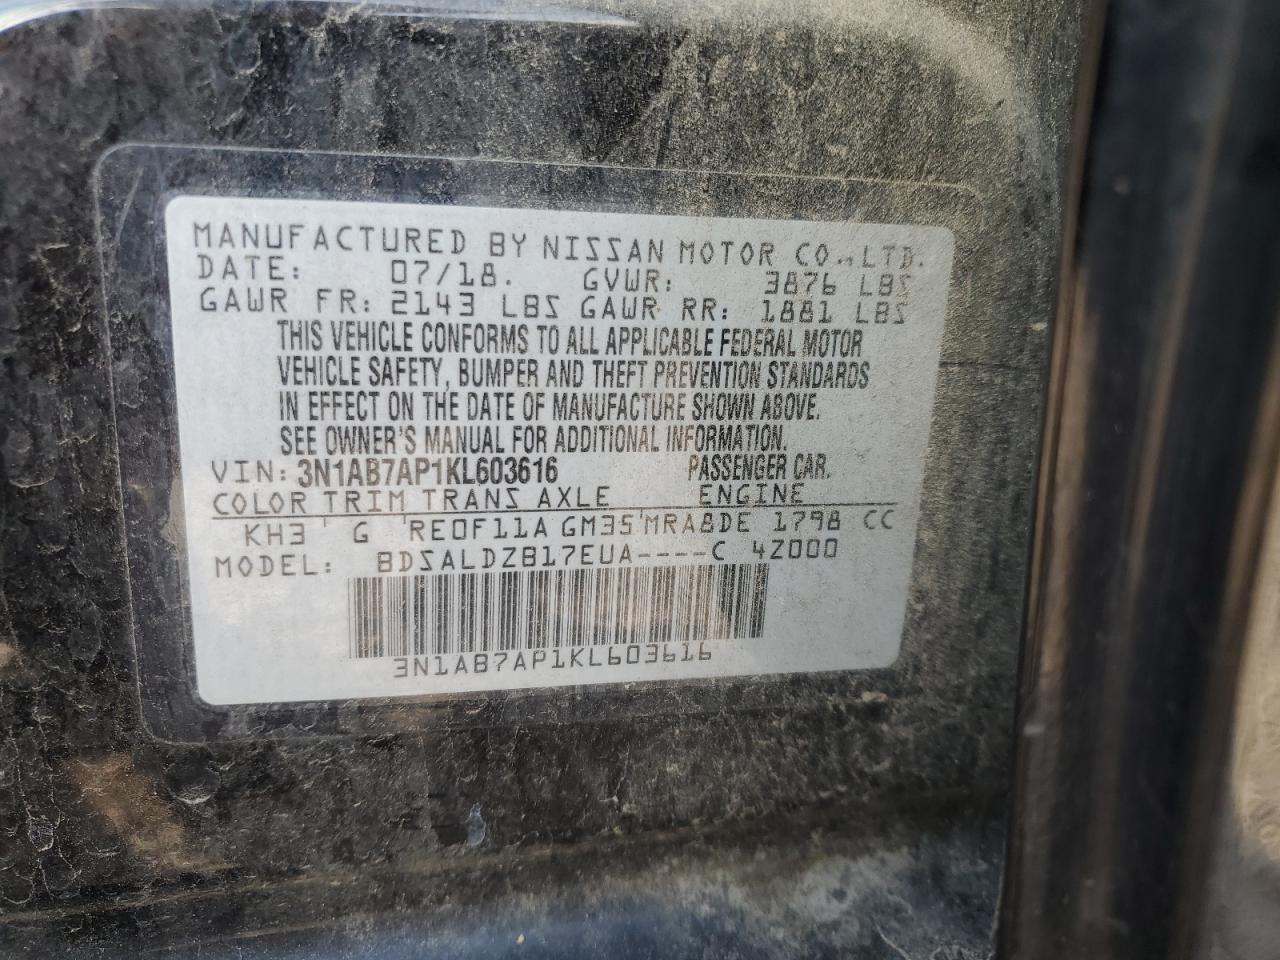 MANUFACTURED BY NISSAN MOTOR CO.,LTD.
DATE: 07/18. GVWR: 3876 LBS
GAWR FR: 2143 LBS GAWR RR: 1881 LBS
THIS VEHICLE CONFORMS TO ALL APPLICABLE FEDERAL MOTOR
VEHICLE SAFETY, BUMPER AND THEFT PREVENTION STANDARDS
IN EFFECT ON THE DATE OF MANUFACTURE SHOWN ABOVE.
SEE OWNER'S MANUAL FOR ADDITIONAL INFORMATION.
VIN: 3N1AB7AP1KL603616 PASSENGER CAR.
COLOR TRIM TRANS AXLE ENGINE
KH3 G RE0F11A GM35 MRA8DE 1798 CC
MODEL: BDSALDZB17EUA----C 4Z000
3N1AB7AP1KL603616